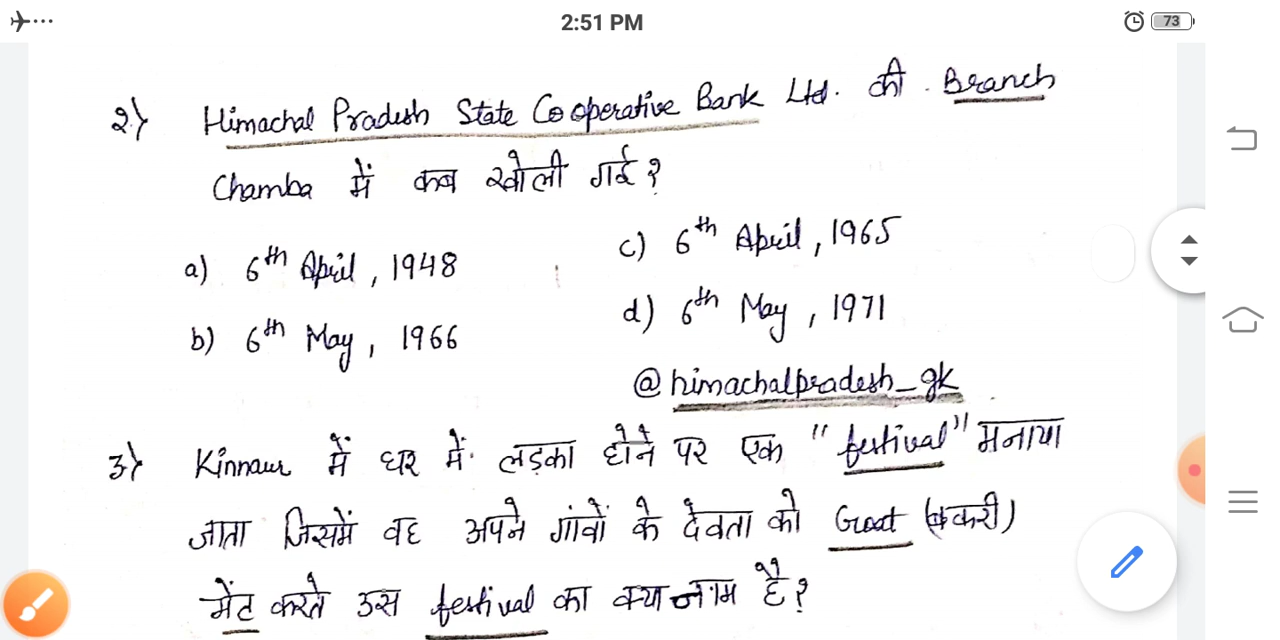 2:51 PM
73
2) Himachal Pradesh State Cooperative Bank Ltd. की Branch
Chamba में कब खोली गई ?
a) 6th April, 1948
c) 6th April, 1965
b) 6th May, 1966
d) 6th May, 1971
@himachalpradesh_gk
3) Kinnaur में घर में लड़का होने पर एक "festival" मनाया
जाता जिसमें वह अपने गांवों के देवता को Goat (बकरी)
भेंट करते उस festival का क्या नाम है ?